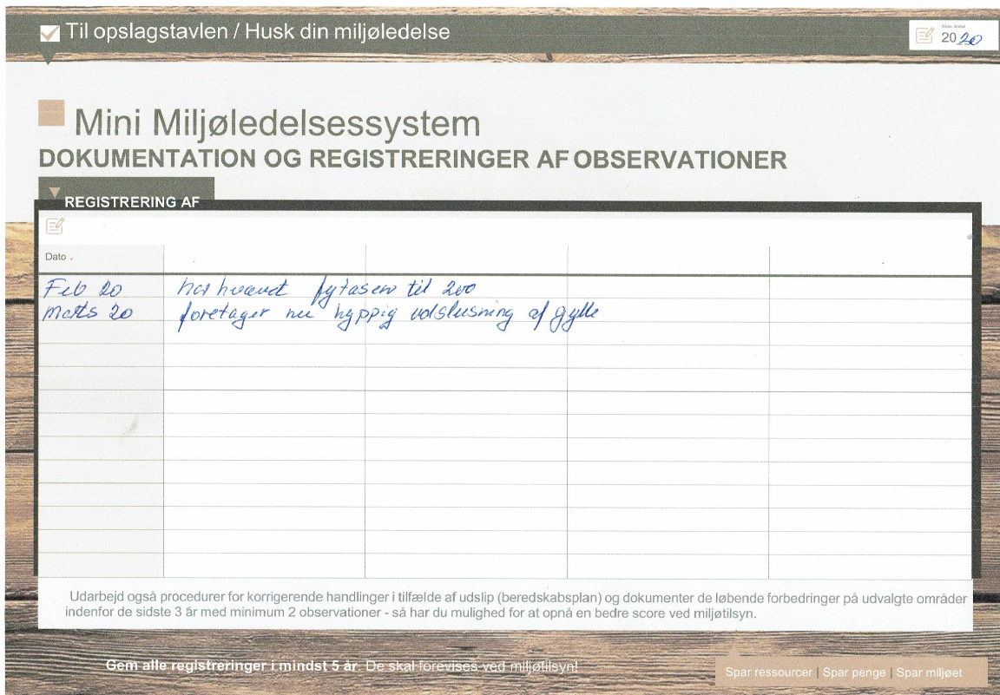 Til opslagstavlen / Husk din miljøledelse
2020
Mini Miljøledelsessystem
DOKUMENTATION OG REGISTRERINGER AF OBSERVATIONER
REGISTRERING AF
Dato
Feb 20 har hævet fytasen til 200
Marts 20 foretager nu hyppig udslusning af gylle
Udarbejd også procedurer for korrigerende handlinger i tilfælde af udslip (beredskabsplan) og dokumenter de løbende forbedringer på udvalgte områder
indenfor de sidste 3 år med minimum 2 observationer - så har du mulighed for at opnå en bedre score ved miljøtilsyn.
Gem alle registreringer i mindst 5 år. De skal forevises ved miljøtilsyn!
Spar ressourcer | Spar penge | Spar miljøet